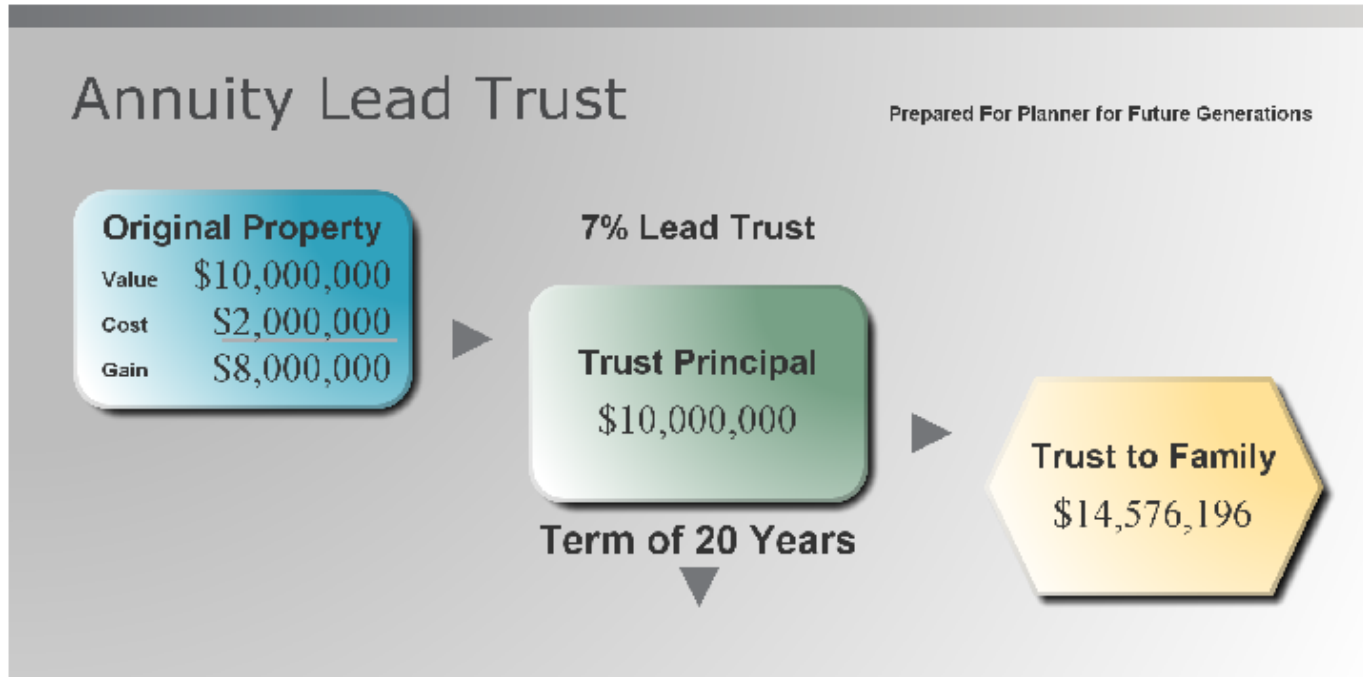 Annuity Lead Trust
Prepared For Planner for Future Generations
Original Property
Value $10,000,000
Cost $2,000,000
Gain $8,000,000
7% Lead Trust
Trust Principal
$10,000,000
Term of 20 Years
Trust to Family
$14,576,196